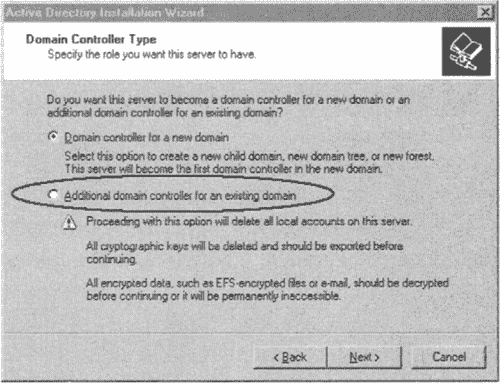 Active Directory Installation Wizard
Domain Controller Type
Specify the role you want this server to have.
Do you want this server to become a domain controller for a new domain or an
additional domain controller for an existing domain?
Domain controller for a new domain
Select this option to create a new child domain, new domain tree, or new forest.
This server will become the first domain controller in the new domain.
Additional domain controller for an existing domain
Proceeding with this option will delete all local accounts on this server.
All cryptographic keys will be deleted and should be exported before
continuing.
All encrypted data, such as EFS-encrypted files or e-mail, should be decrypted
before continuing or it will be permanently inaccessible.
< Back Next > Cancel